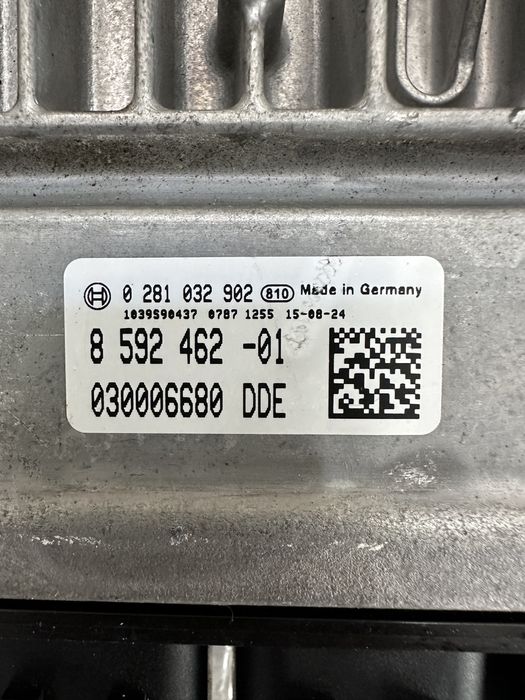 0 281 032 902 810 Made in Germany
1039S90437 0787 1255 15-08-24
8 592 462 -01
030006680 DDE